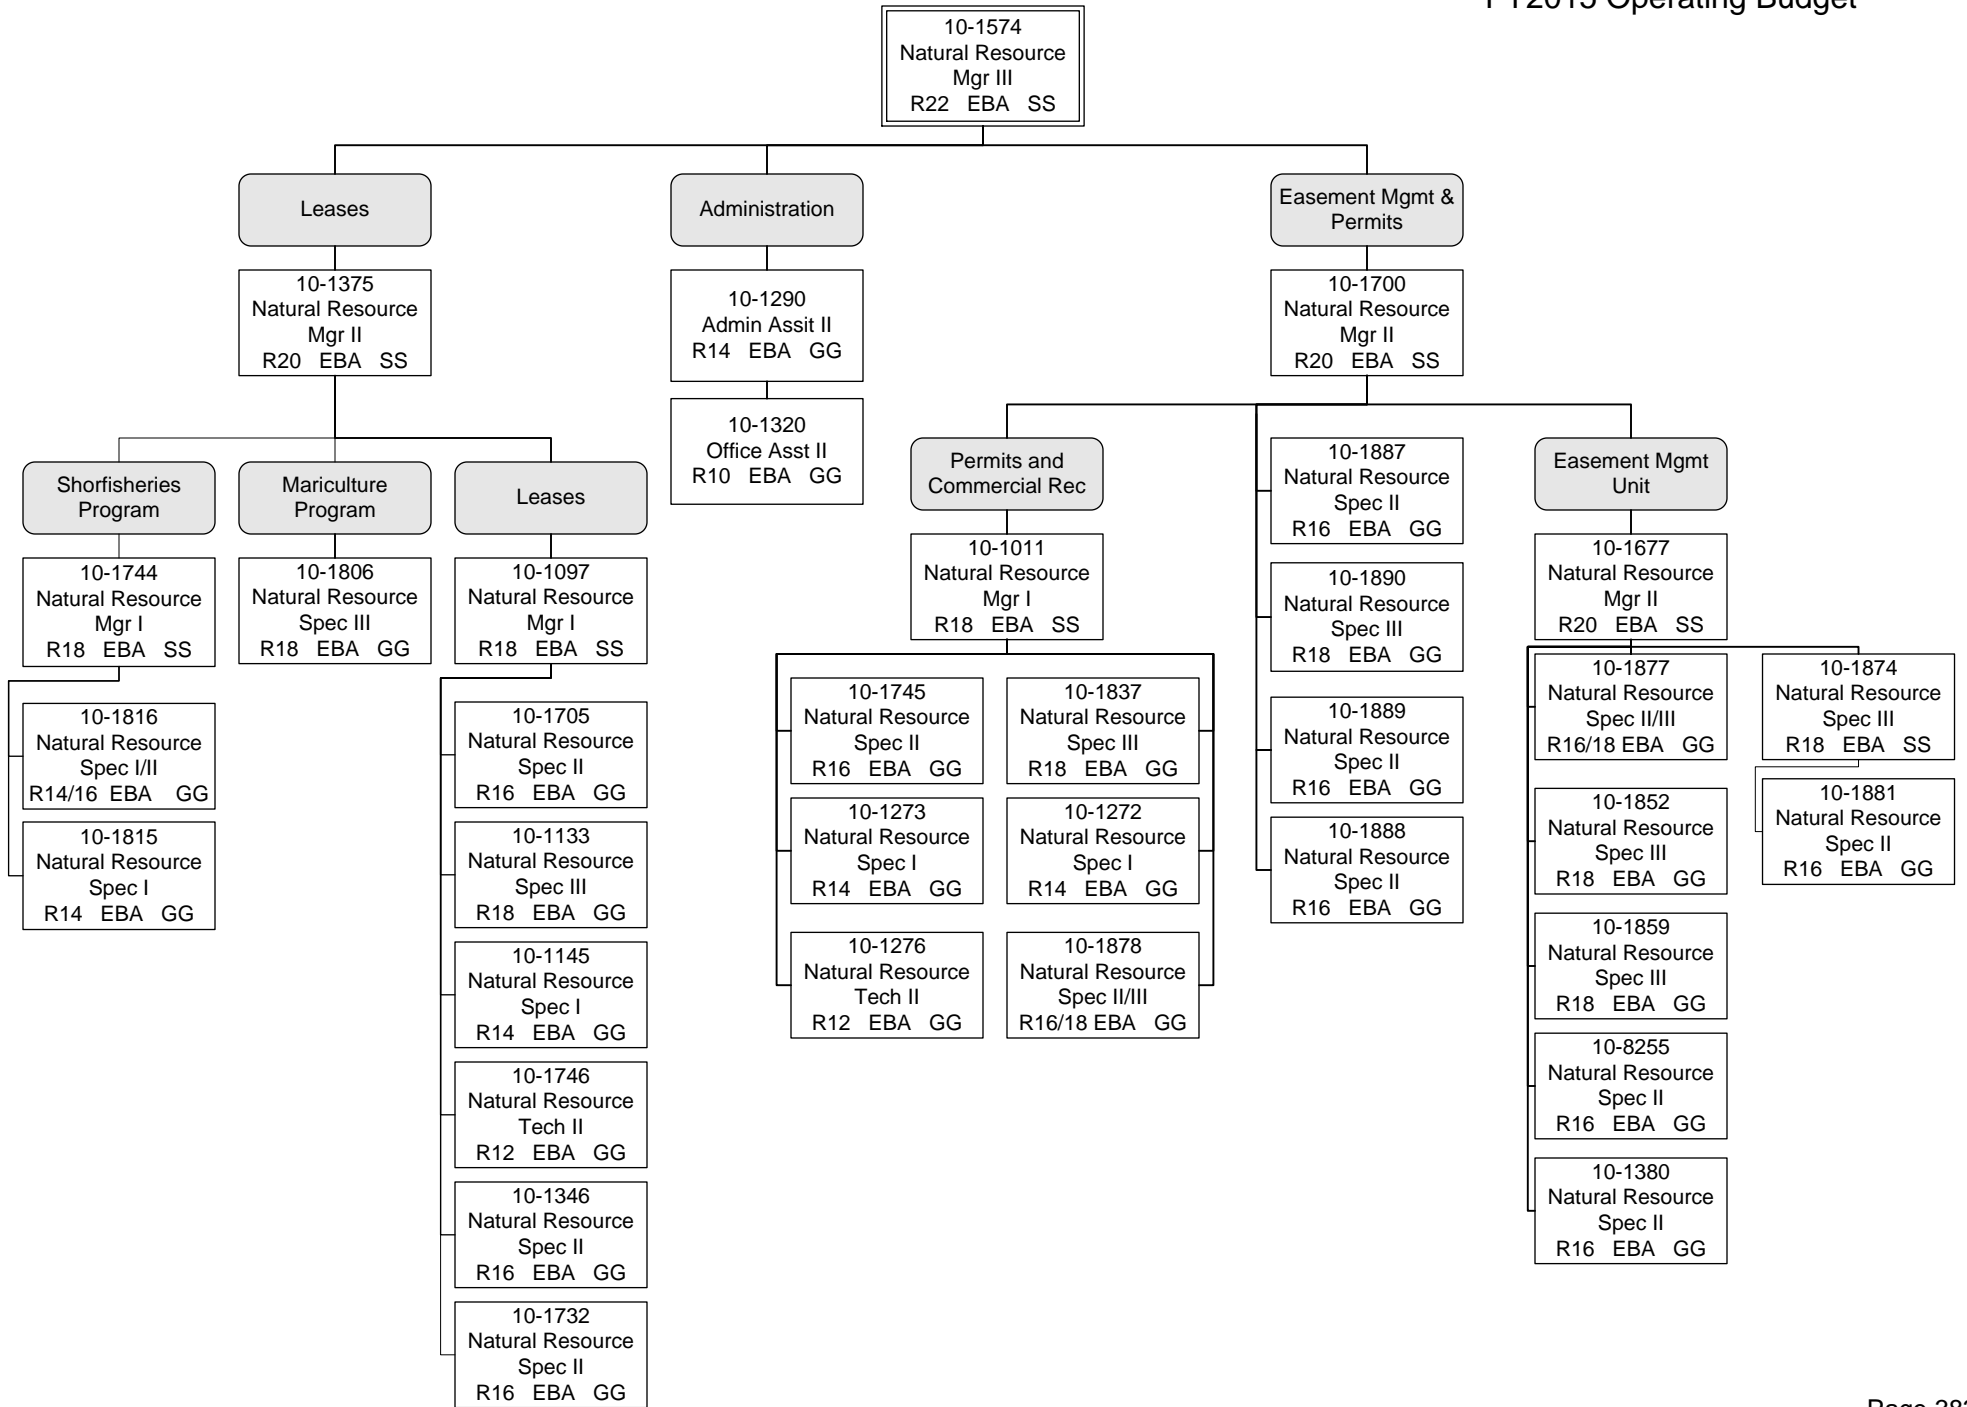 FY2015 Operating Budget
10-1574
Natural Resource
Mgr III
R22 EBA SS
Leases
Administration
Easement Mgmt &
Permits
10-1375
Natural Resource
Mgr II
R20 EBA SS
10-1290
Admin Assit II
R14 EBA GG
10-1320
Office Asst II
R10 EBA GG
10-1700
Natural Resource
Mgr II
R20 EBA SS
Shorfisheries
Program
Mariculture
Program
Leases
Permits and
Commercial Rec
Easement Mgmt
Unit
10-1744
Natural Resource
Mgr I
R18 EBA SS
10-1816
Natural Resource
Spec I/II
R14/16 EBA GG
10-1815
Natural Resource
Spec I
R14 EBA GG
10-1806
Natural Resource
Spec III
R18 EBA GG
10-1097
Natural Resource
Mgr I
R18 EBA SS
10-1705
Natural Resource
Spec II
R16 EBA GG
10-1133
Natural Resource
Spec III
R18 EBA GG
10-1145
Natural Resource
Spec I
R14 EBA GG
10-1746
Natural Resource
Tech II
R12 EBA GG
10-1346
Natural Resource
Spec II
R16 EBA GG
10-1732
Natural Resource
Spec II
R16 EBA GG
10-1011
Natural Resource
Mgr I
R18 EBA SS
10-1745
Natural Resource
Spec II
R16 EBA GG
10-1837
Natural Resource
Spec III
R18 EBA GG
10-1273
Natural Resource
Spec I
R14 EBA GG
10-1272
Natural Resource
Spec I
R14 EBA GG
10-1276
Natural Resource
Tech II
R12 EBA GG
10-1878
Natural Resource
Spec II/III
R16/18 EBA GG
10-1887
Natural Resource
Spec II
R16 EBA GG
10-1890
Natural Resource
Spec III
R18 EBA GG
10-1889
Natural Resource
Spec II
R16 EBA GG
10-1888
Natural Resource
Spec II
R16 EBA GG
10-1677
Natural Resource
Mgr II
R20 EBA SS
10-1877
Natural Resource
Spec II/III
R16/18 EBA GG
10-1874
Natural Resource
Spec III
R18 EBA SS
10-1881
Natural Resource
Spec II
R16 EBA GG
10-1852
Natural Resource
Spec III
R18 EBA GG
10-1859
Natural Resource
Spec III
R18 EBA GG
10-8255
Natural Resource
Spec II
R16 EBA GG
10-1380
Natural Resource
Spec II
R16 EBA GG